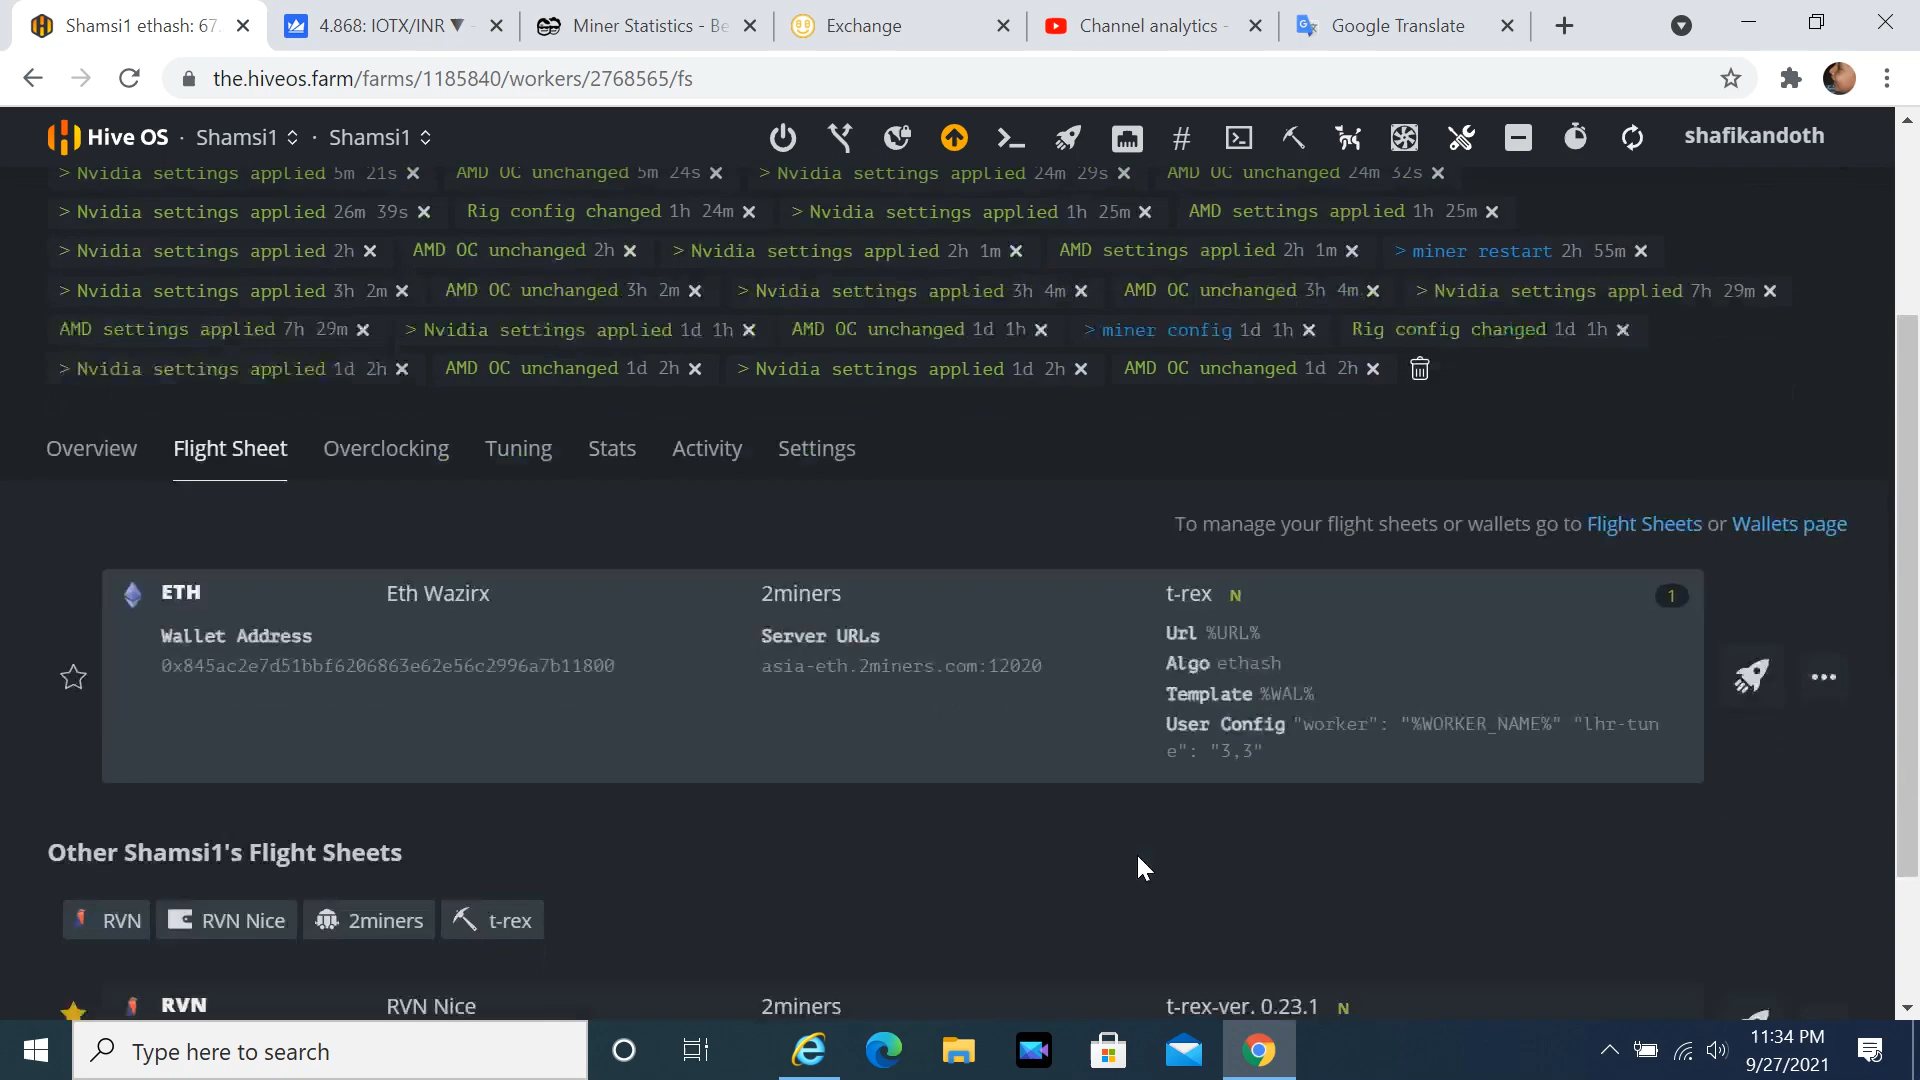 Shamsi1 ethash: 67. 4.868: IOTX/INR ▼ - Miner Statistics - Be Exchange Channel analytics - Google Translate
the.hiveos.farm/farms/1185840/workers/2768565/fs
Hive OS · Shamsi1 · Shamsi1 shafikandoth
> Nvidia settings applied 5m 21s AMD OC unchanged 5m 24s > Nvidia settings applied 24m 29s AMD OC unchanged 24m 32s
> Nvidia settings applied 26m 39s Rig config changed 1h 24m > Nvidia settings applied 1h 25m AMD settings applied 1h 25m
> Nvidia settings applied 2h AMD OC unchanged 2h > Nvidia settings applied 2h 1m AMD settings applied 2h 1m > miner restart 2h 55m
> Nvidia settings applied 3h 2m AMD OC unchanged 3h 2m > Nvidia settings applied 3h 4m AMD OC unchanged 3h 4m > Nvidia settings applied 7h 29m
AMD settings applied 7h 29m > Nvidia settings applied 1d 1h AMD OC unchanged 1d 1h > miner config 1d 1h Rig config changed 1d 1h
> Nvidia settings applied 1d 2h AMD OC unchanged 1d 2h > Nvidia settings applied 1d 2h AMD OC unchanged 1d 2h
Overview Flight Sheet Overclocking Tuning Stats Activity Settings
To manage your flight sheets or wallets go to Flight Sheets or Wallets page
ETH Eth Wazirx 2miners t-rex N 1
Wallet Address Server URLs Url %URL%
0x845ac2e7d51bbf6206863e62e56c2996a7b11800 asia-eth.2miners.com:12020 Algo ethash
Template %WAL%
User Config "worker": "%WORKER_NAME%" "lhr-tun
e": "3,3"
Other Shamsi1's Flight Sheets
RVN RVN Nice 2miners t-rex
RVN RVN Nice 2miners t-rex-ver. 0.23.1 N
Type here to search
11:34 PM
9/27/2021